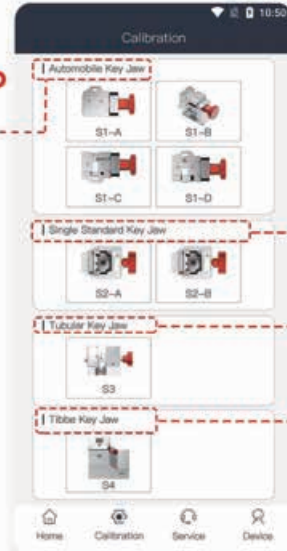 10:50
Calibration
Automobile Key Jaw
S1-A S1-B
S1-C S1-D
Single Standard Key Jaw
S2-A S2-B
Tubular Key Jaw
S3
Tibbe Key Jaw
S4
Home Calibration Service Device